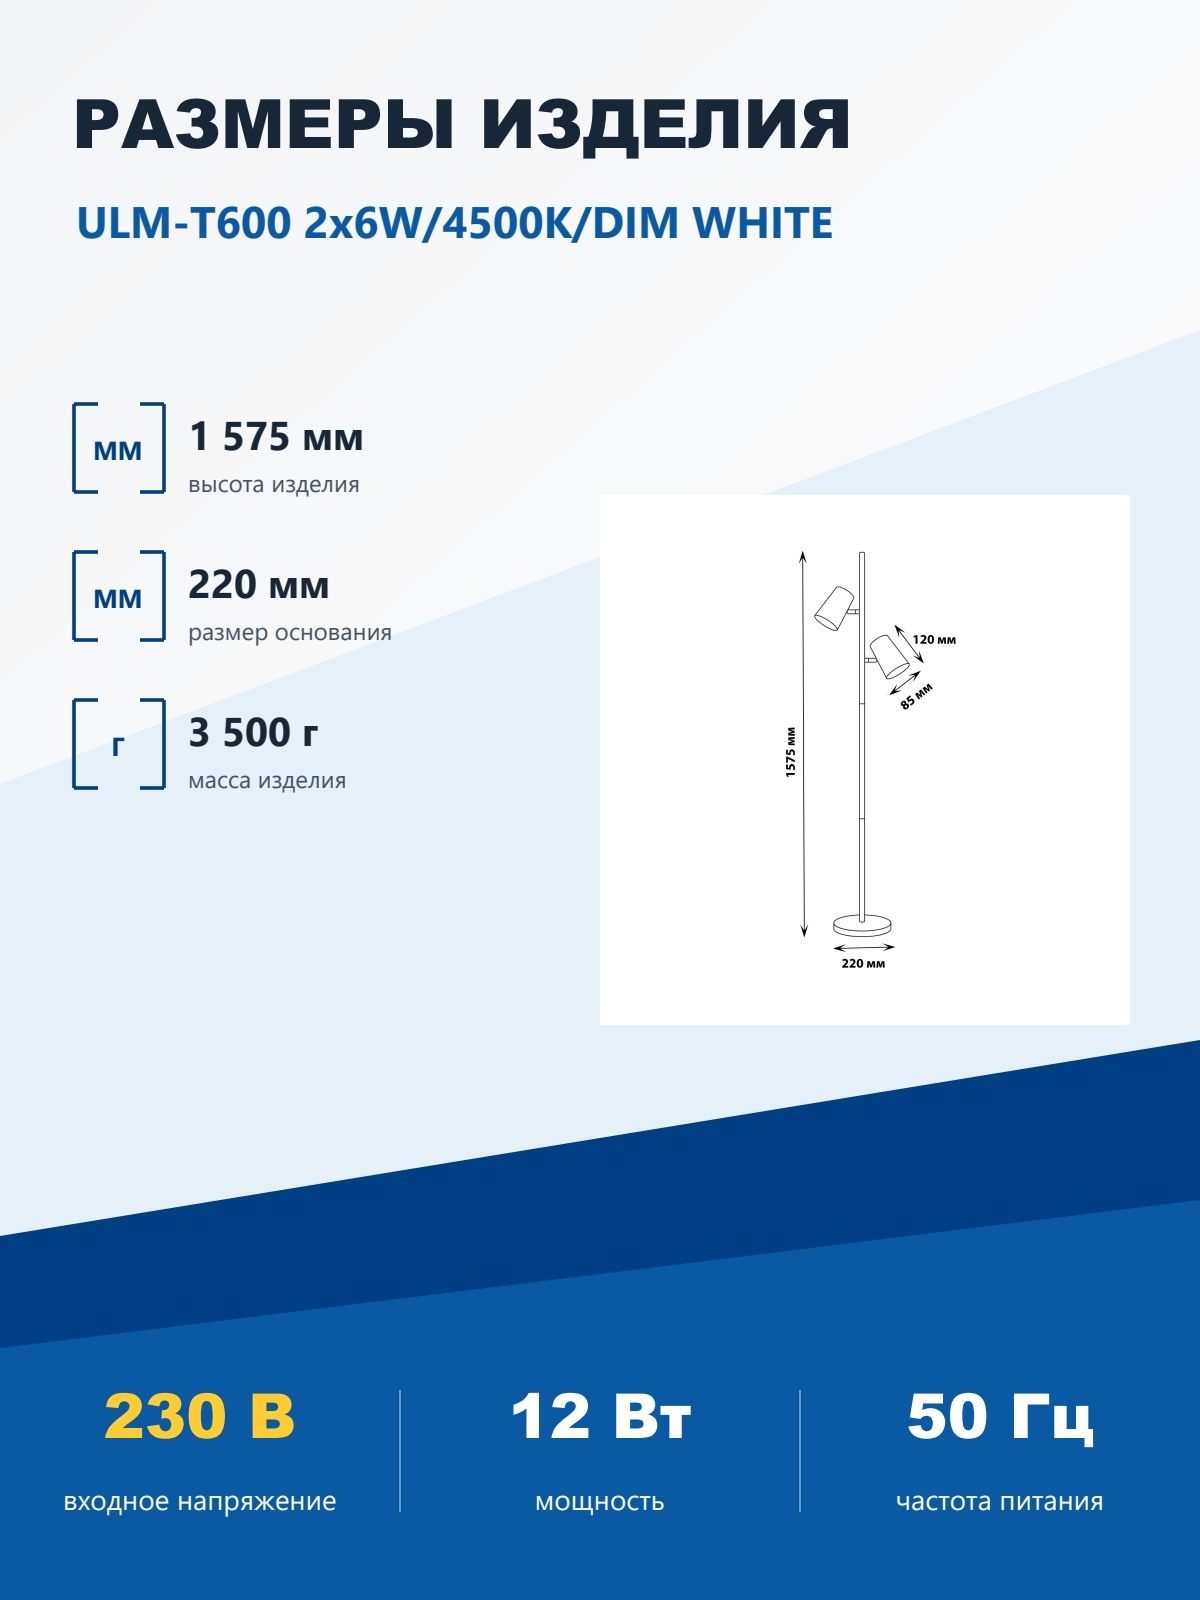 РАЗМЕРЫ ИЗДЕЛИЯ
ULM-T600 2x6W/4500K/DIM WHITE
мм
1 575 мм
высота изделия
мм
220 мм
размер основания
г
3 500 г
масса изделия
120 мм
85 мм
1575 мм
220 мм
230 В
входное напряжение
12 Вт
мощность
50 Гц
частота питания